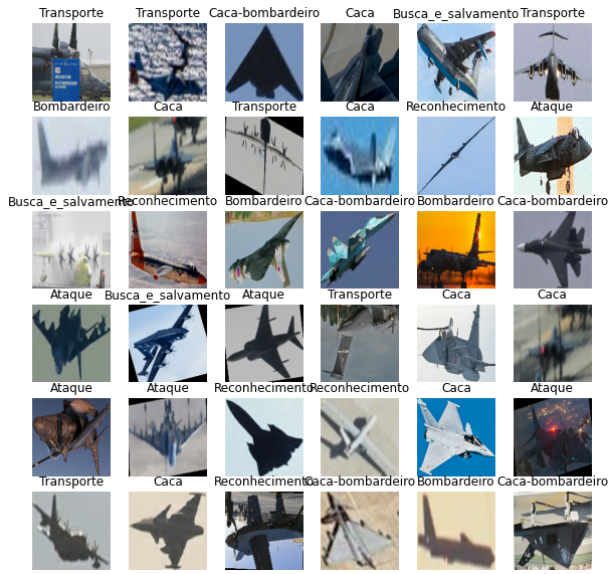 Transporte Transporte Caca-bombardeiro Caca Busca_e_salvamento Transporte
Bombardeiro Caca Transporte Caca Reconhecimento Ataque
Busca_e_salvamento Reconhecimento Bombardeiro Caca-bombardeiro Bombardeiro Caca-bombardeiro
Ataque Busca_e_salvamento Ataque Transporte Caca Caca
Ataque Ataque Reconhecimento Reconhecimento Caca Ataque
Transporte Caca Reconhecimento Caca-bombardeiro Bombardeiro Caca-bombardeiro